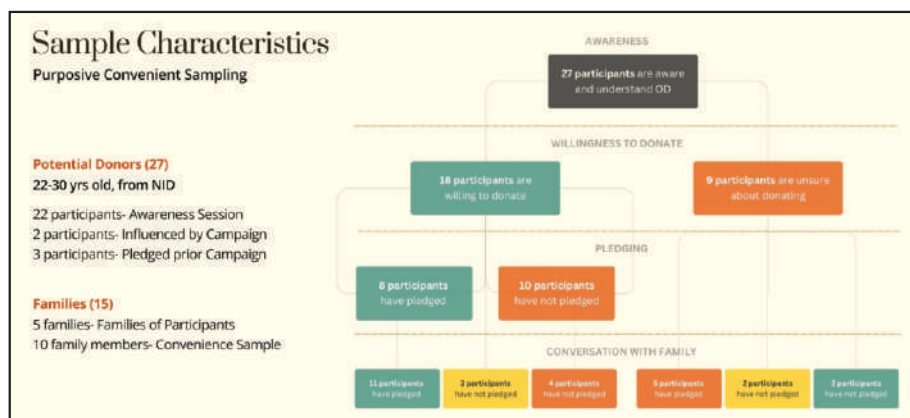 Sample Characteristics
Purposive Convenient Sampling
Potential Donors (27)
22-30 yrs old, from NID
22 participants- Awareness Session
2 participants- Influenced by Campaign
3 participants- Pledged prior Campaign
Families (15)
5 families- Families of Participants
10 family members- Convenience Sample
AWARENESS
27 participants are aware
and understand OD
WILLINGNESS TO DONATE
18 participants are
willing to donate
9 participants are unsure
about donating
PLEDGING
8 participants
have pledged
10 participants
have not pledged
CONVERSATION WITH FAMILY
11 participants
have pledged
3 participants
have not pledged
4 participants
have pledged
5 participants
have pledged
2 participants
have not pledged
2 participants
have pledged